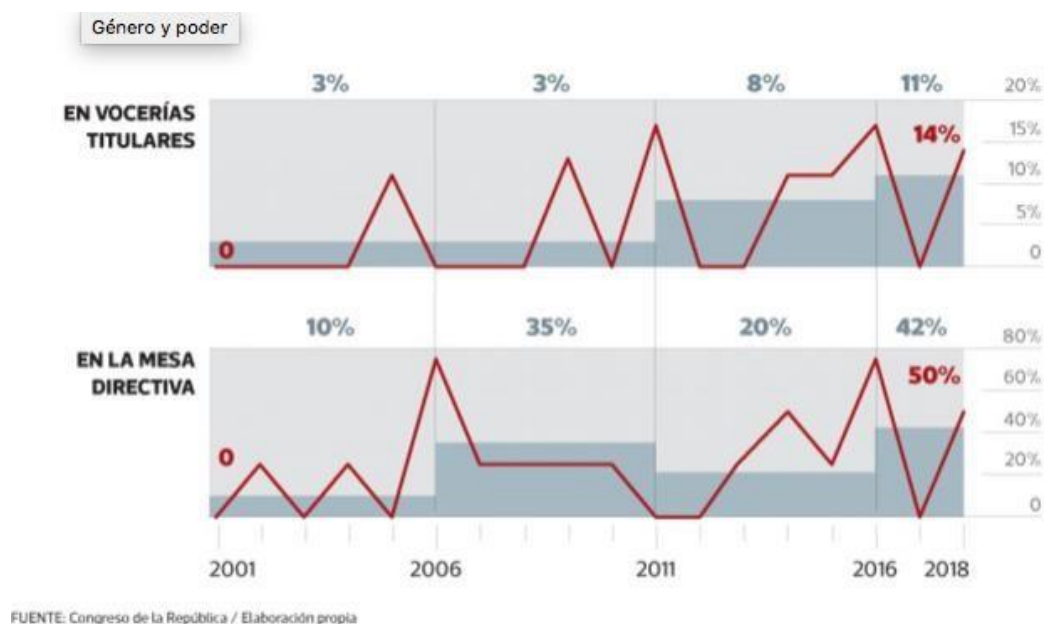 Género y poder
3% 3% 8% 11% 20%
EN VOCERÍAS
TITULARES
14%
15%
10%
5%
0
0
10% 35% 20% 42% 80%
EN LA MESA
DIRECTIVA
50%
60%
40%
0
20%
0
2001 2006 2011 2016 2018
FUENTE: Congreso de la República / Elaboración propia